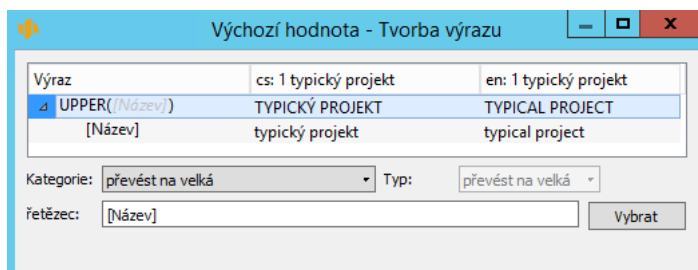 Výchozí hodnota - Tvorba výrazu
Výraz cs: 1 typický projekt en: 1 typický projekt
UPPER([Název]) TYPICKÝ PROJEKT TYPICAL PROJECT
[Název] typický projekt typical project
Kategorie: převést na velká Typ: převést na velká
řetězec: [Název] Vybrat